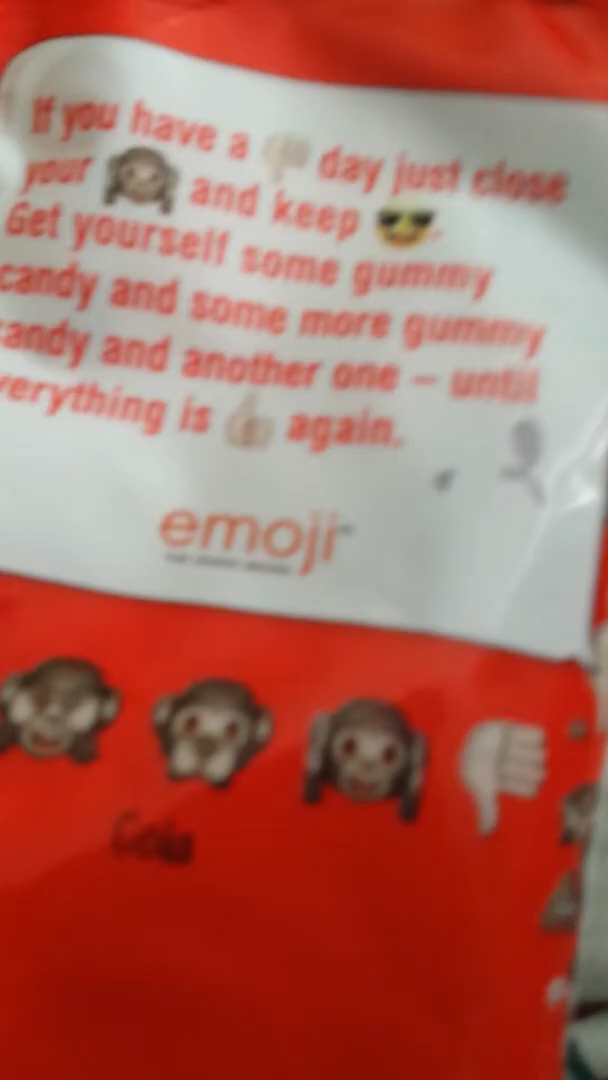 If you have a 👎 day just close
your 🙉 and keep 😎.
Get yourself some gummy
candy and some more gummy
candy and another one – until
everything is 👍 again.
emoji™
Cola